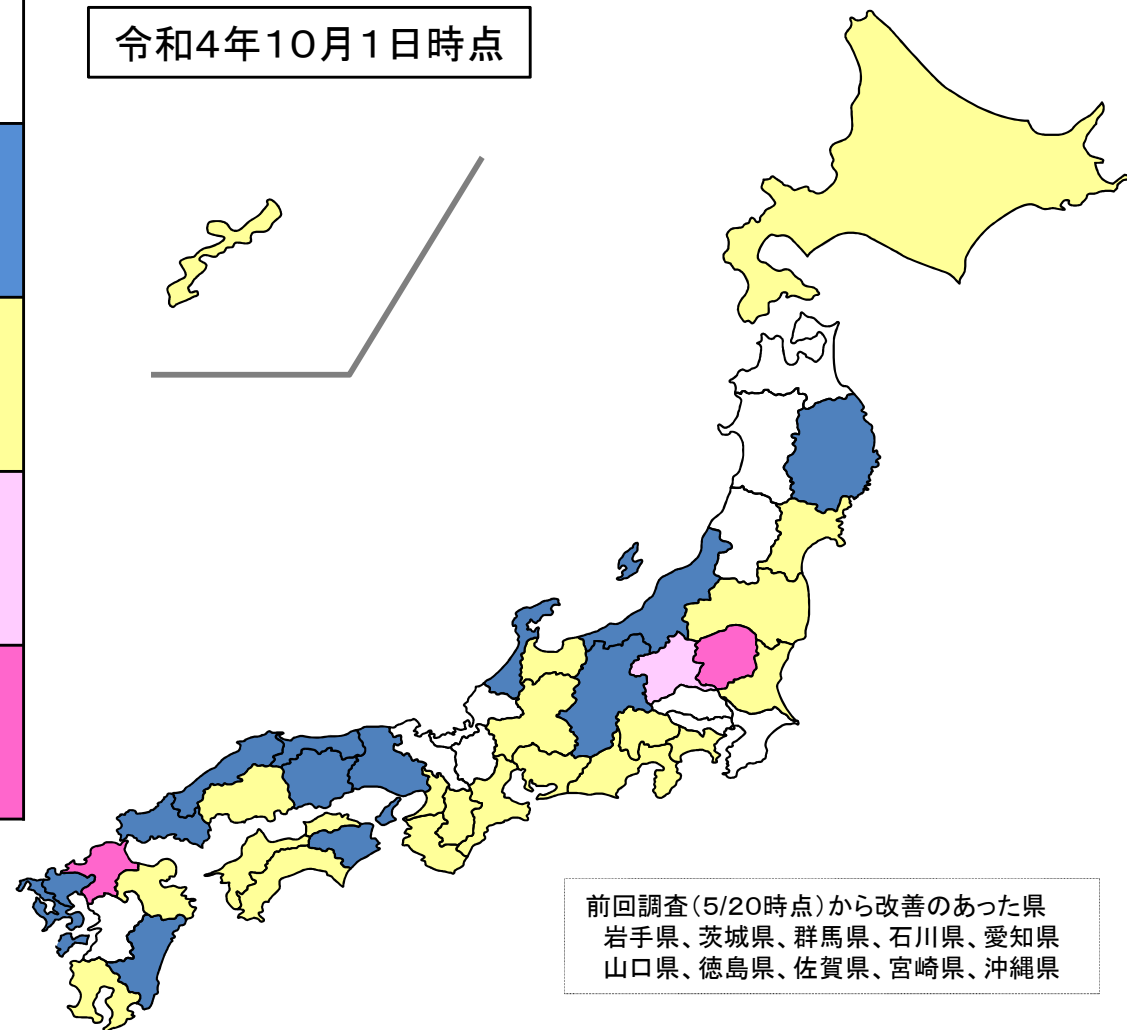 令和4年10月1日時点
前回調査(5/20時点)から改善のあった県
岩手県、茨城県、群馬県、石川県、愛知県
山口県、徳島県、佐賀県、宮崎県、沖縄県